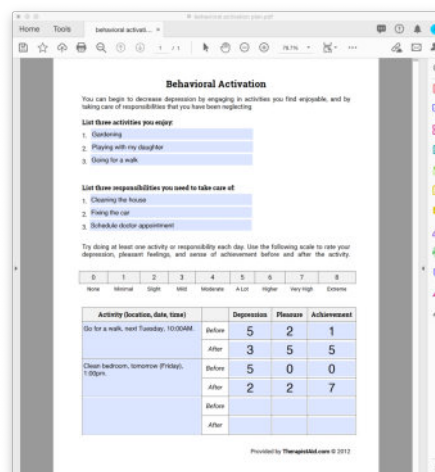 behavioral activation plan.pdf
Home Tools behavioral activati... ×
1 / 1 78.1%
Behavioral Activation
You can begin to decrease depression by engaging in activities you find enjoyable, and by
taking care of responsibilities that you have been neglecting
List three activities you enjoy:
1. Gardening
2. Playing with my daughter
3. Going for a walk
List three responsibilities you need to take care of:
1. Cleaning the house
2. Fixing the car
3. Schedule doctor appointment
Try doing at least one activity or responsibility each day. Use the following scale to rate your
depression, pleasant feelings, and sense of achievement before and after the activity.
0 1 2 3 4 5 6 7 8
None Minimal Slight Mild Moderate A Lot Higher Very High Extreme
Activity (location, date, time) Depression Pleasure Achievement
Go for a walk, next Tuesday, 10:00AM. Before 5 2 1
After 3 5 5
Clean bedroom, tomorrow (Friday),
1:00pm.
Before 5 0 0
After 2 2 7
Before
After
Provided by TherapistAid.com © 2012